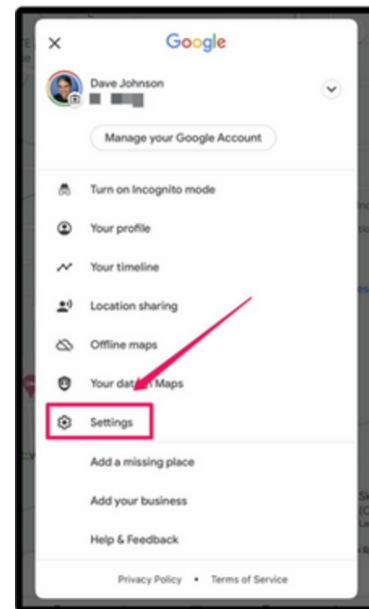 Google
Dave Johnson
Manage your Google Account
Turn on Incognito mode
Your profile
Your timeline
Location sharing
Offline maps
Your data in Maps
Settings
Add a missing place
Add your business
Help & Feedback
Privacy Policy • Terms of Service